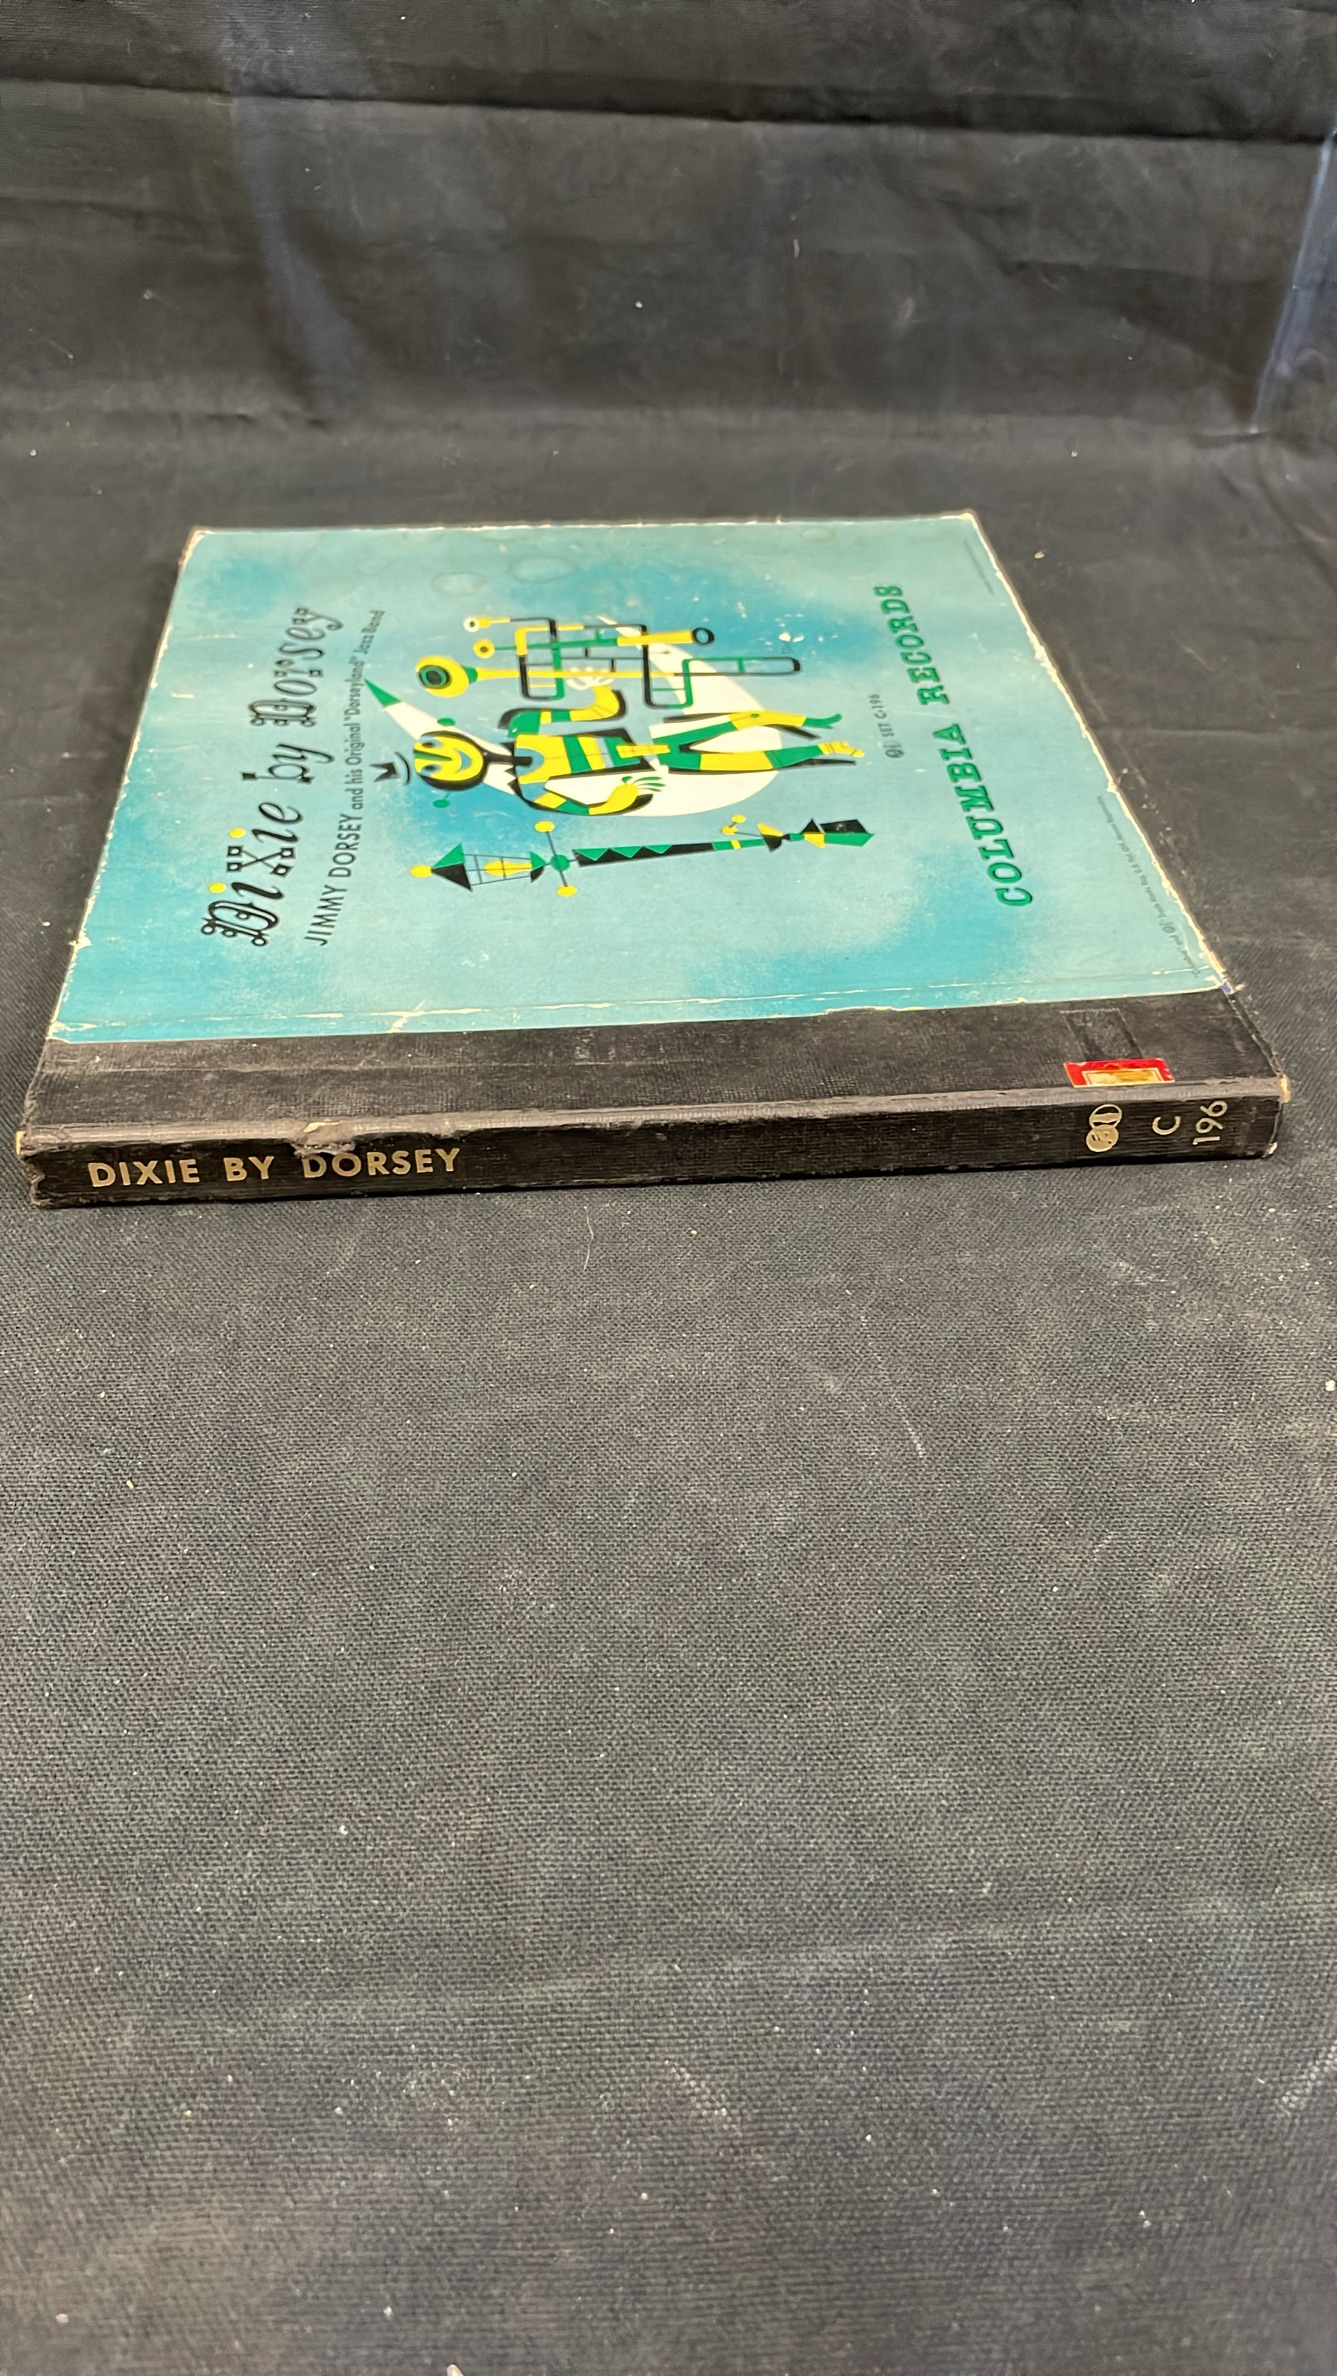 Dixie by Dorsey
JIMMY DORSEY and his Original "Dorseyland" Jazz Band
SET C-196
COLUMBIA RECORDS
DIXIE BY DORSEY
C
196